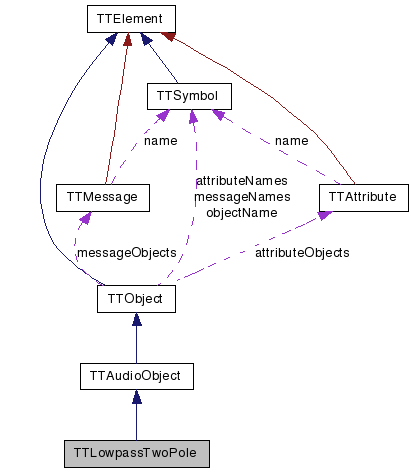 TTElement
TTSymbol
name
name
attributeNames
messageNames
objectName
TTMessage
TTAttribute
messageObjects
attributeObjects
TTObject
TTAudioObject
TTLowpassTwoPole